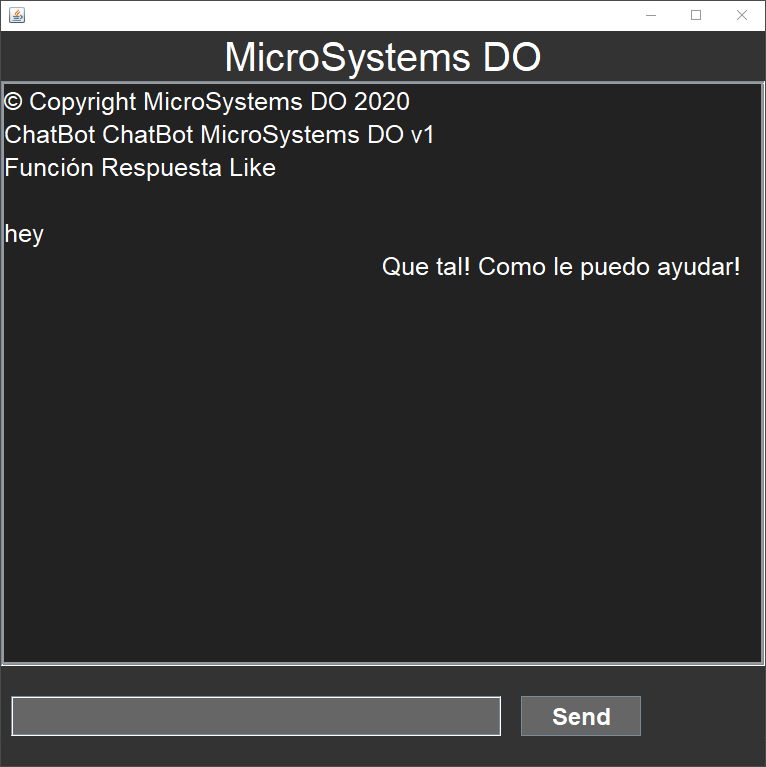 MicroSystems DO
© Copyright MicroSystems DO 2020
ChatBot ChatBot MicroSystems DO v1
Función Respuesta Like
hey
Que tal! Como le puedo ayudar!
Send